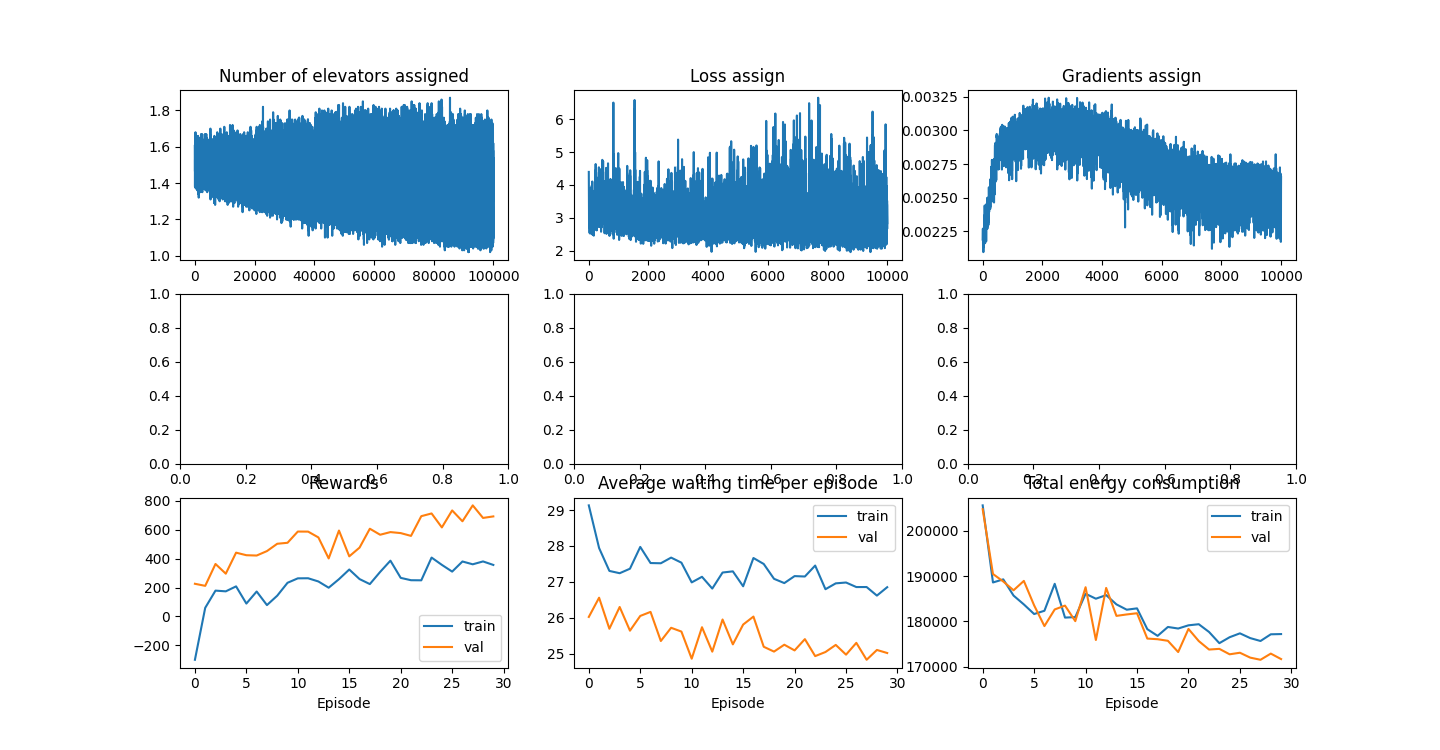 Number of elevators assigned
Loss assign
Gradients assign
1.8
1.6
1.4
1.2
1.0
0 20000 40000 60000 80000 100000
6
5
4
3
2
0 2000 4000 6000 8000 10000
0.00325
0.00300
0.00275
0.00250
0.00225
0 2000 4000 6000 8000 10000
1.0
0.8
0.6
0.4
0.2
0.0
0.0 0.2 0.4 0.6 0.8 1.0
1.0
0.8
0.6
0.4
0.2
0.0
0.0 0.2 0.4 0.6 0.8 1.0
1.0
0.8
0.6
0.4
0.2
0.0
0.0 0.2 0.4 0.6 0.8 1.0
Rewards
800
600
400
200
0
−200
train
val
0 5 10 15 20 25 30
Episode
Average waiting time per episode
29
28
27
26
25
train
val
0 5 10 15 20 25 30
Episode
Total energy consumption
200000
190000
180000
170000
train
val
0 5 10 15 20 25 30
Episode